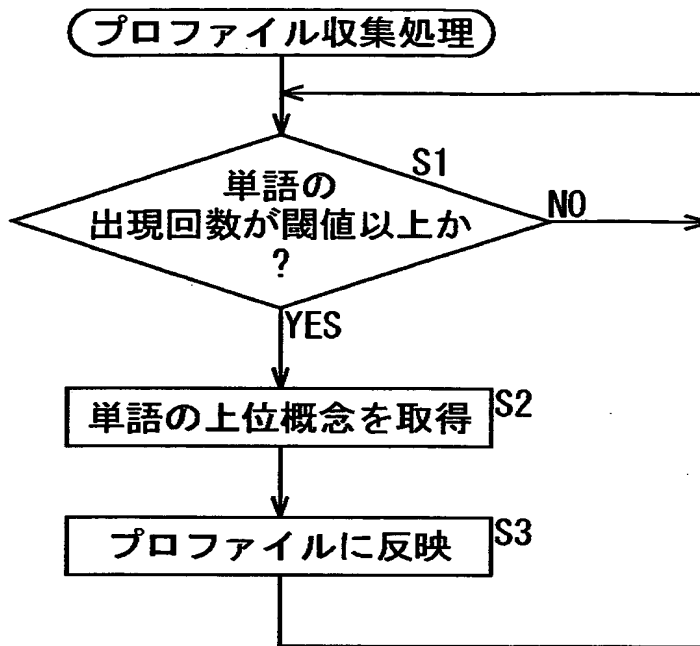 プロファイル収集処理
S1
単語の
出現回数が閾値以上か
?
NO
YES
単語の上位概念を取得
S2
プロファイルに反映
S3